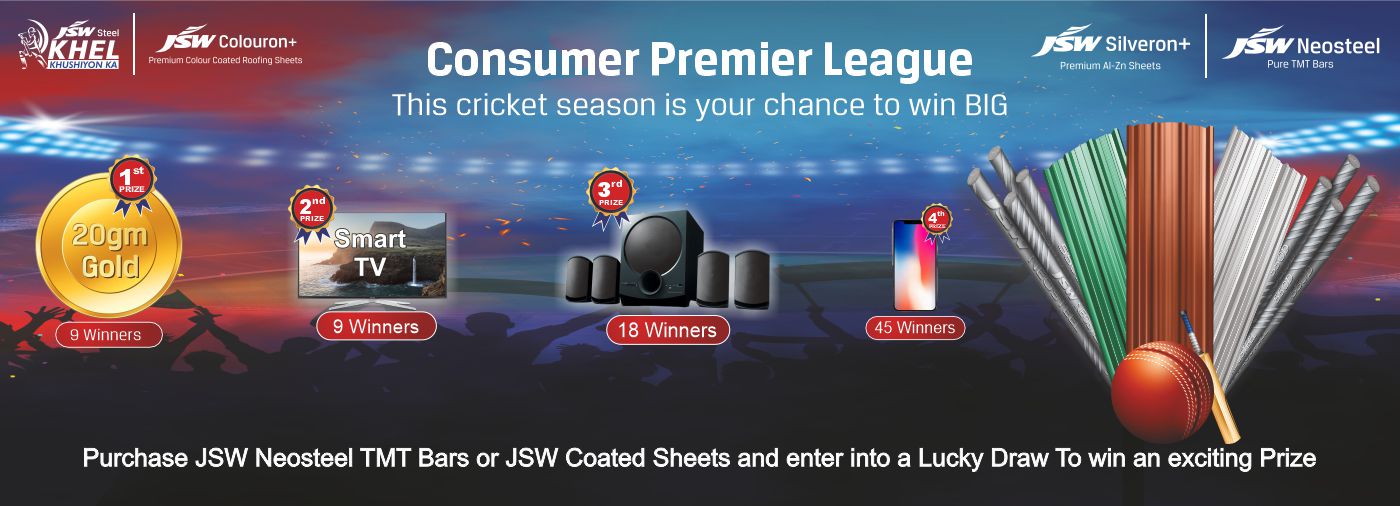 JSW Steel
KHEL
KHUSHIYON KA
JSW Colouron+
Premium Colour Coated Roofing Sheets
Consumer Premier League
This cricket season is your chance to win BIG
JSW Silveron+
Premium Al-Zn Sheets
JSW Neosteel
Pure TMT Bars
1st
PRIZE
20gm
Gold
9 Winners
2nd
PRIZE
Smart
TV
9 Winners
3rd
PRIZE
18 Winners
4th
PRIZE
45 Winners
Purchase JSW Neosteel TMT Bars or JSW Coated Sheets and enter into a Lucky Draw To win an exciting Prize